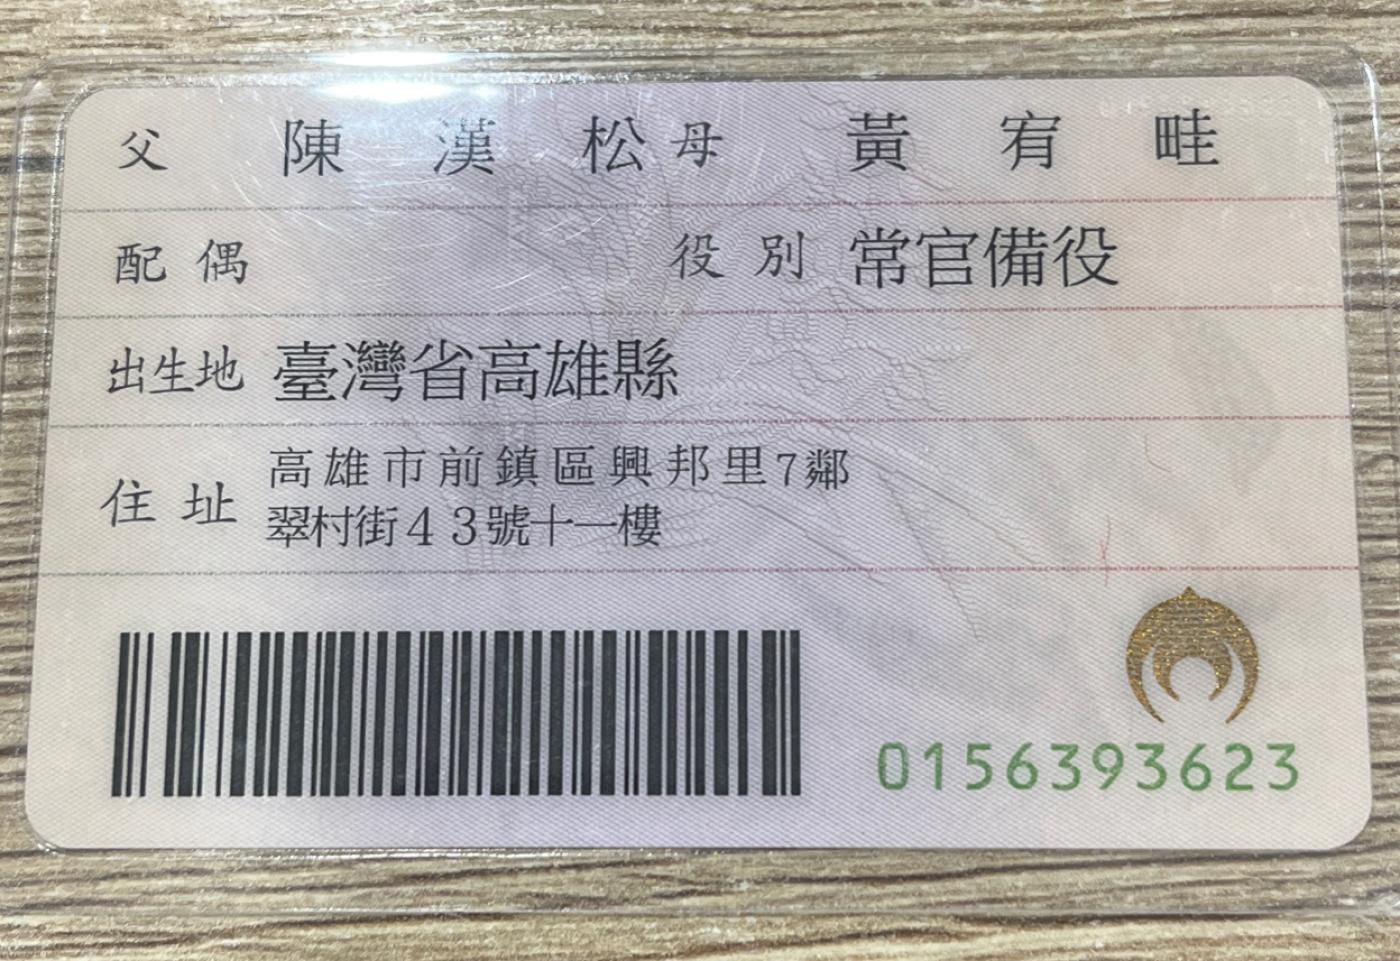 父 陳漢松 母 黃宥畦
配偶 役別 常官備役
出生地 臺灣省高雄縣
住址 高雄市前鎮區興邦里7鄰
翠村街43號十一樓
0156393623